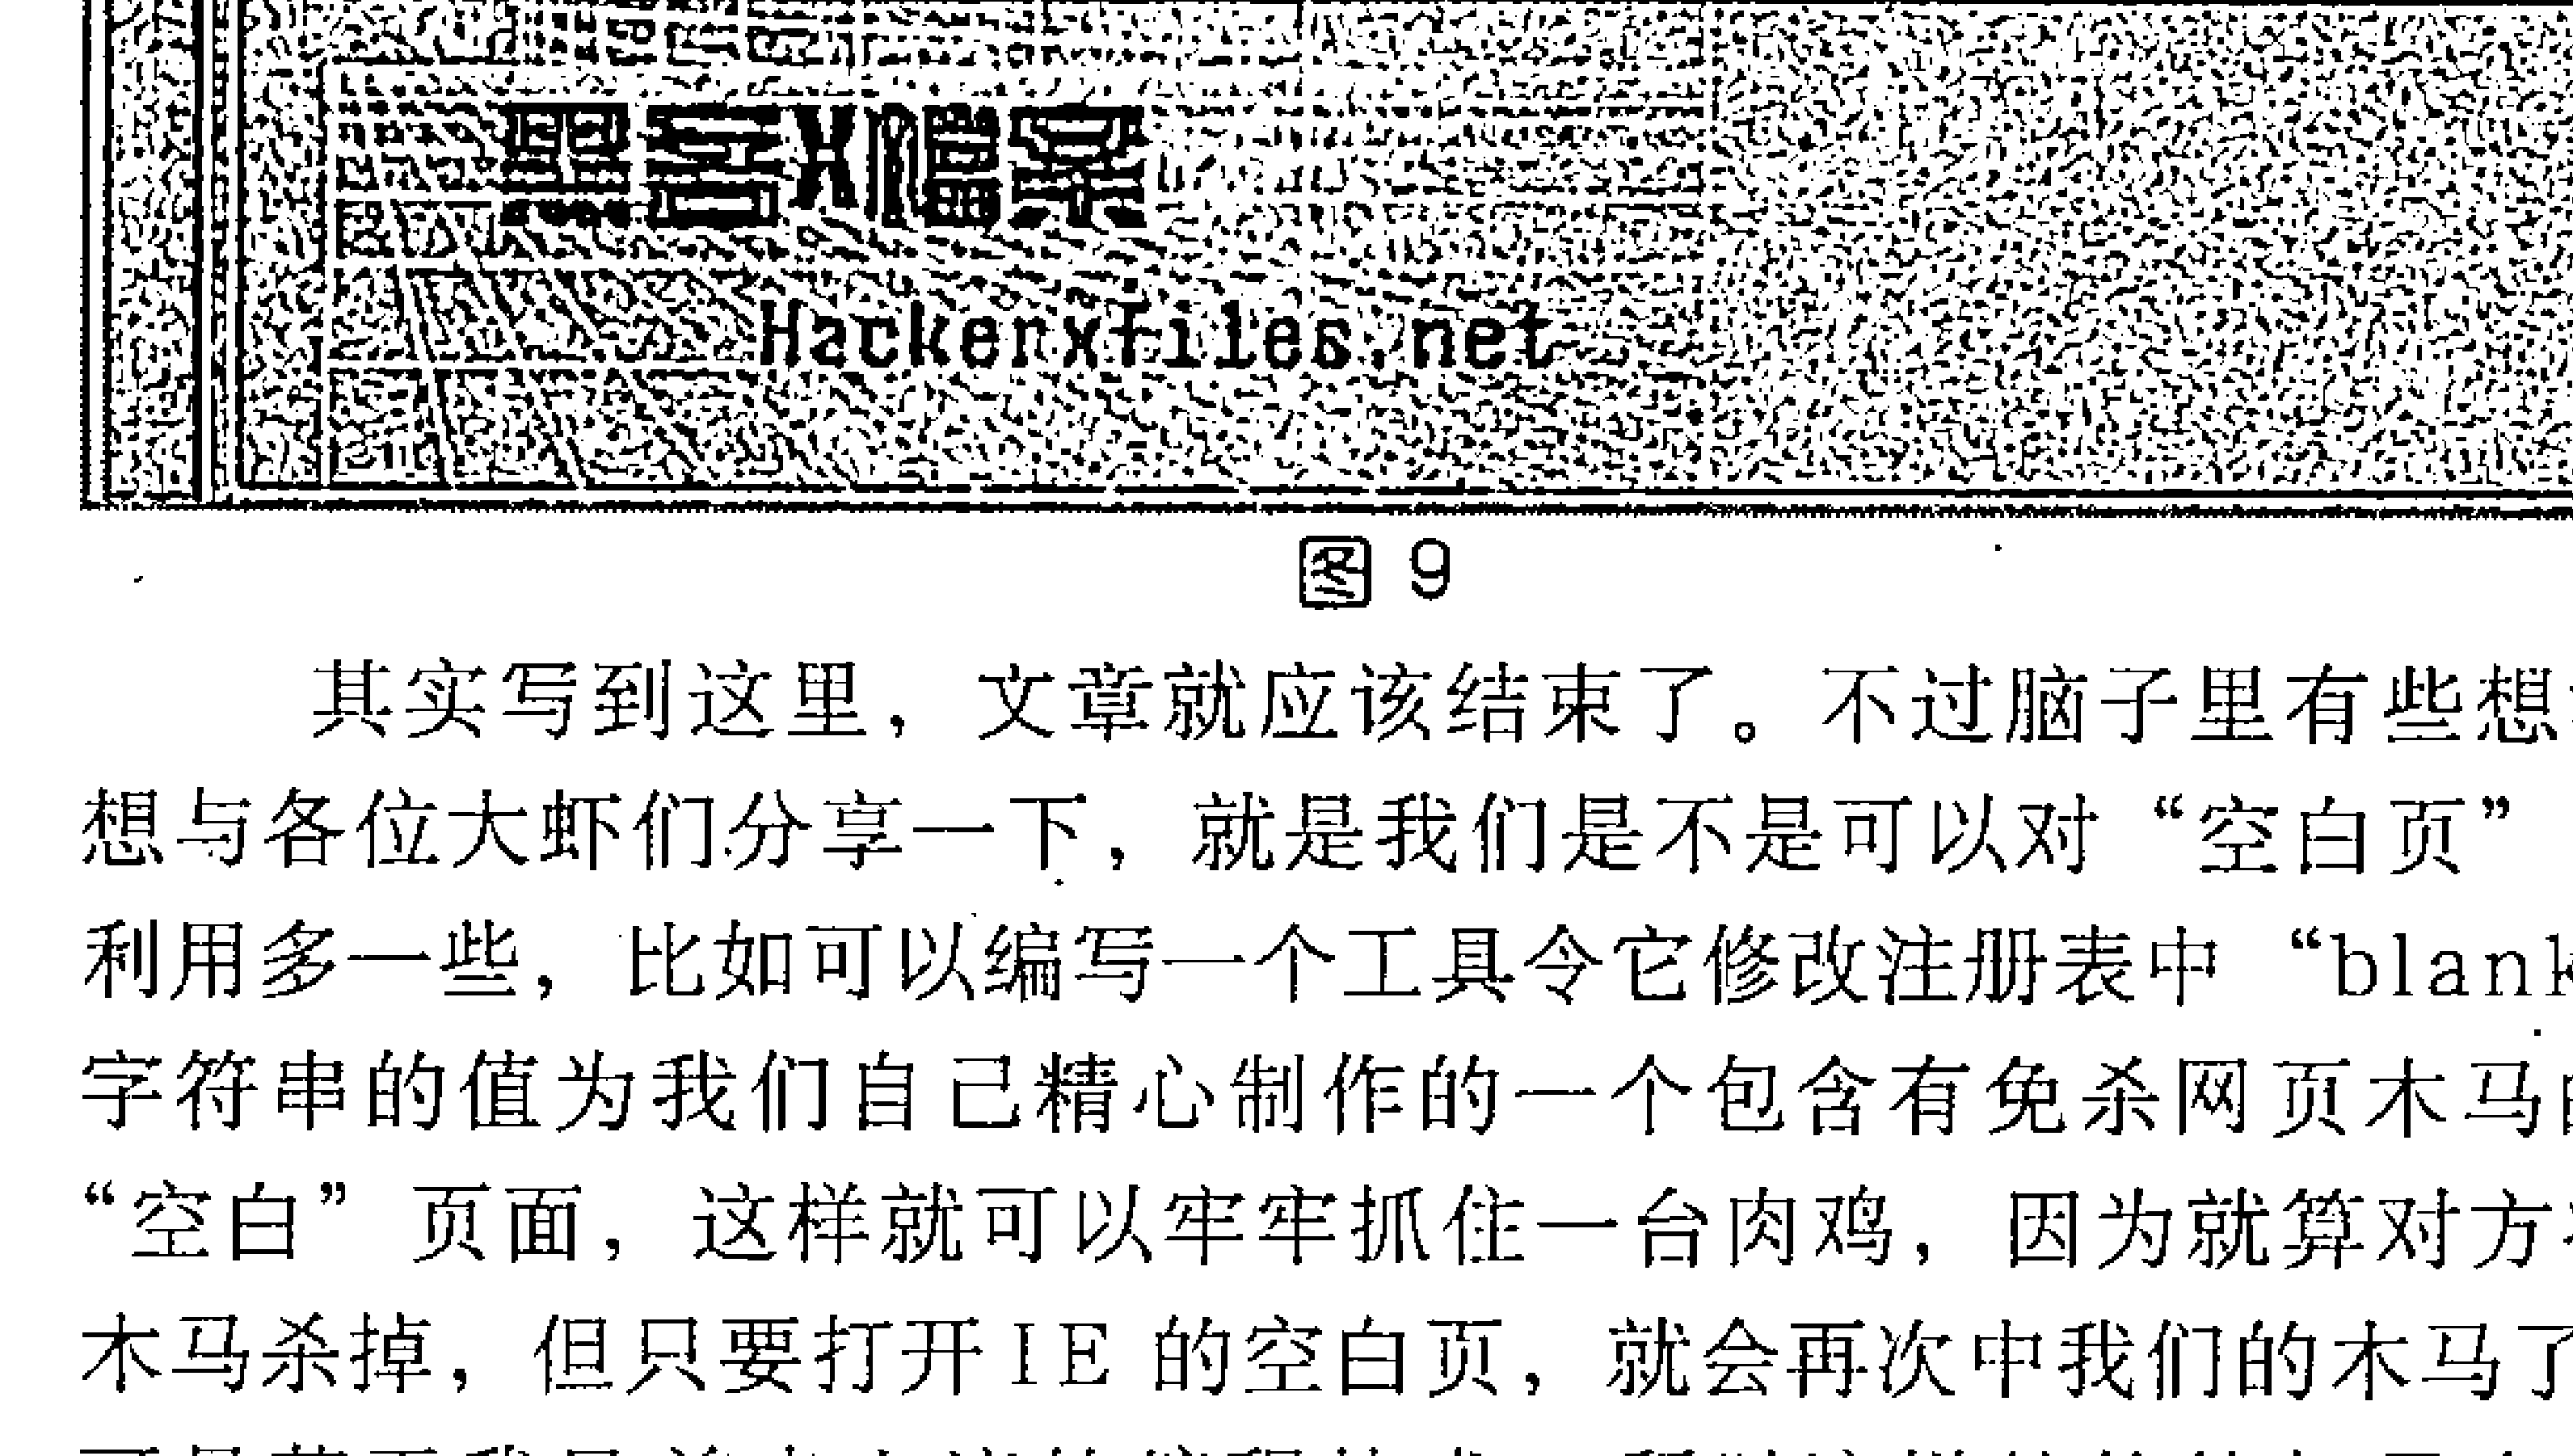 黑客X檔案
Hackerxfiles.net
图 9
其实写到这里，文章就应该结束了。不过脑子里有些想
想与各位大虾们分享一下，就是我们是不是可以对“空白页”
利用多一些，比如可以编写一个工具令它修改注册表中“blank
字符串的值为我们自己精心制作的一个包含有免杀网页木马的
“空白”页面，这样就可以牢牢抓住一台肉鸡，因为就算对方
木马杀掉，但只要打开IE 的空白页，就会再次中我们的木马了